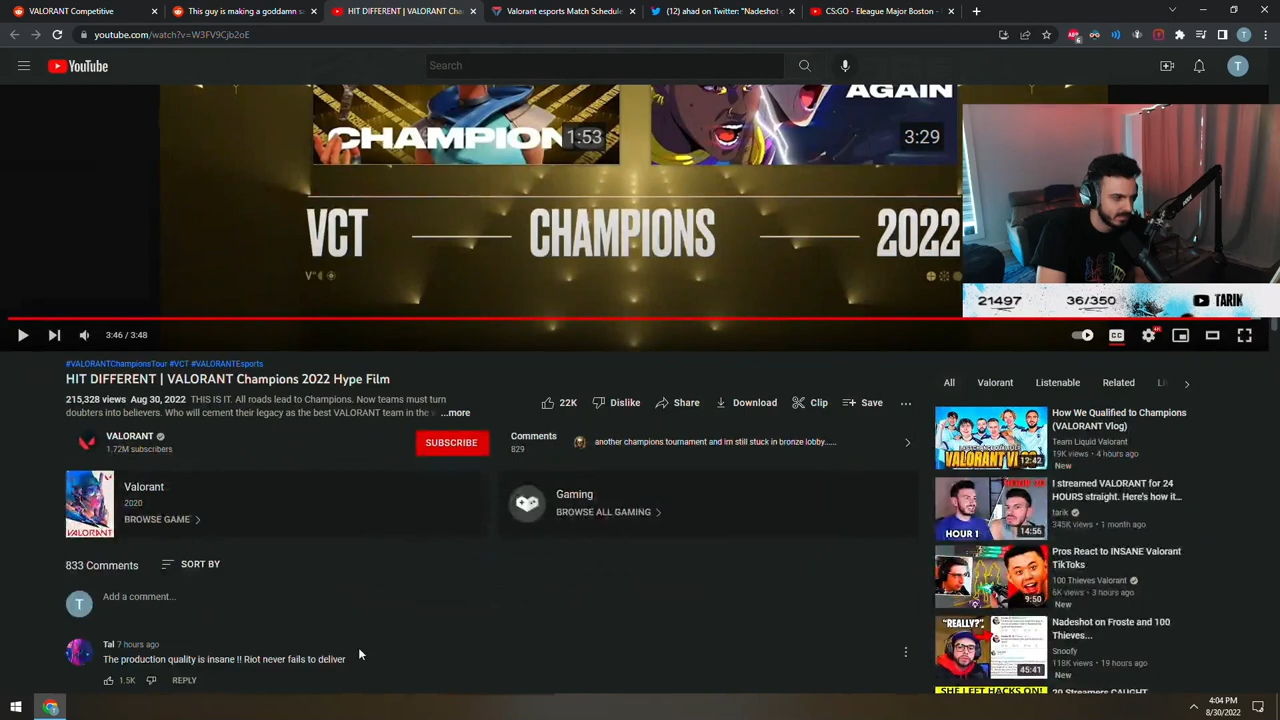 VALORANT Competitive
This guy is making a goddamn s
HIT DIFFERENT | VALORANT Cha
Valorant esports Match Schedule
(12) ahad on Twitter: "Nadeshot s
CS:GO - Eleague Major Boston -
youtube.com/watch?v=W3FV9Cjb2oE
YouTube
Search
T
CHAMPION
1:53
AGAIN
3:29
VCT CHAMPIONS 2022
21497
36/350
TARIK
3:46 / 3:48
#VALORANTChampionsTour #VCT #VALORANTEsports
HIT DIFFERENT | VALORANT Champions 2022 Hype Film
215,328 views Aug 30, 2022 THIS IS IT. All roads lead to Champions. Now teams must turn
doubters into believers. Who will cement their legacy as the best VALORANT team in the w ...more
22K
Dislike
Share
Download
Clip
Save
VALORANT
1.72M subscribers
SUBSCRIBE
Comments
829
another champions tournament and im still stuck in bronze lobby......
VALORANT
Valorant
2020
BROWSE GAME
Gaming
BROWSE ALL GAMING
833 Comments
SORT BY
T
Add a comment...
Tal 7 hours ago
The production quality is insane !! Riot never
1.5K
REPLY
All
Valorant
Listenable
Related
12:42
How We Qualified to Champions
(VALORANT Vlog)
Team Liquid Valorant
19K views • 4 hours ago
New
HOUR 1
14:56
I streamed VALORANT for 24
HOURS straight. Here's how it...
tarik
345K views • 1 month ago
9:50
Pros React to INSANE Valorant
TikToks
100 Thieves Valorant
6K views • 3 hours ago
New
"REALLY?"
45:41
Nadeshot on Froste and 100
Thieves...
Snoofy
118K views • 19 hours ago
New
SHE LEFT HACKS ON!
20 Streamers CAUGHT
4:04 PM
8/30/2022